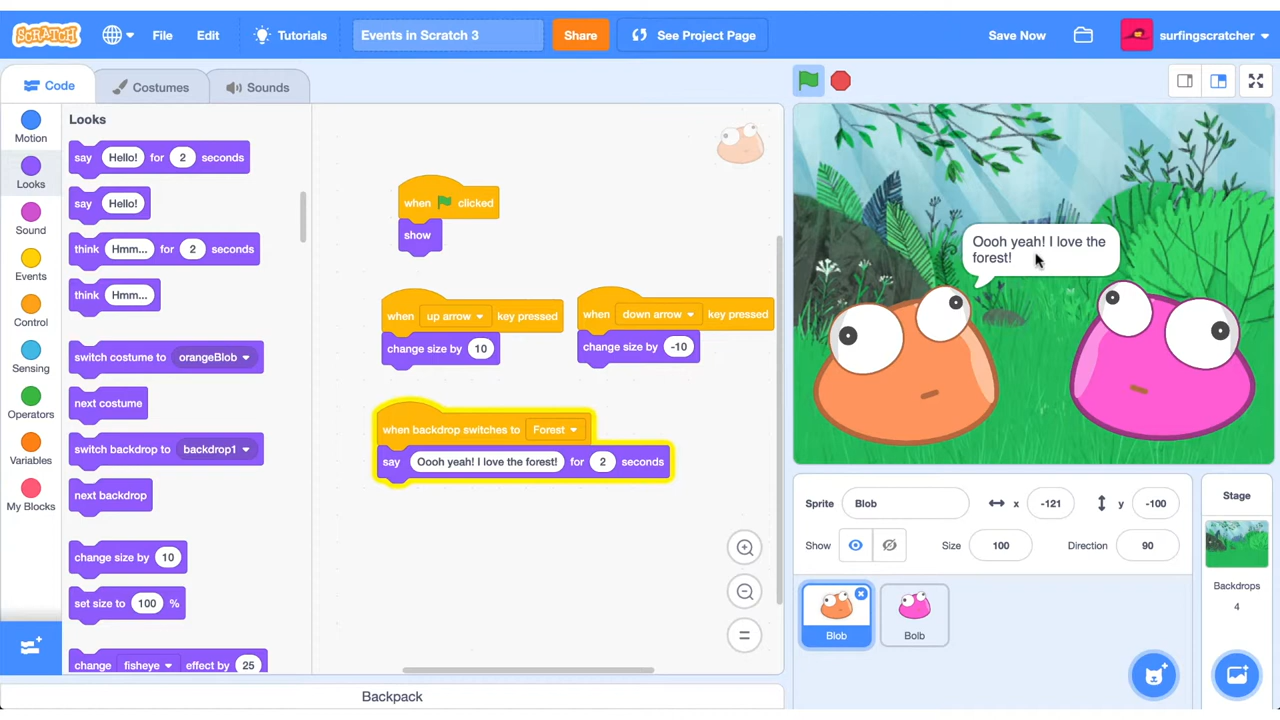 SCRATCH File Edit Tutorials Events in Scratch 3 Share See Project Page Save Now surfingscratcher
Code Costumes Sounds
Motion
Looks
Sound
Events
Control
Sensing
Operators
Variables
My Blocks
Looks
say Hello! for 2 seconds
say Hello!
think Hmm... for 2 seconds
think Hmm...
switch costume to orangeBlob
next costume
switch backdrop to backdrop1
next backdrop
change size by 10
set size to 100 %
change fisheye effect by 25
when clicked
show
when up arrow key pressed
change size by 10
when down arrow key pressed
change size by -10
when backdrop switches to Forest
say Oooh yeah! I love the forest! for 2 seconds
Backpack
Oooh yeah! I love the
forest!
Sprite Blob x -121 y -100
Show Size 100 Direction 90
Blob
Bolb
Stage
Backdrops
4